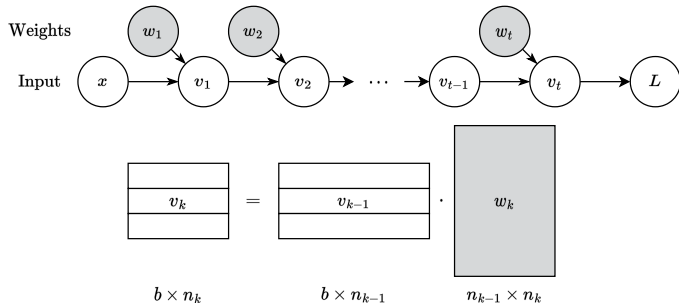 Weights w₁ w₂ wₜ
Input x v₁ v₂ ⋯ vₜ₋₁ vₜ L
vₖ = vₖ₋₁ · wₖ
b × nₖ b × nₖ₋₁ nₖ₋₁ × nₖ